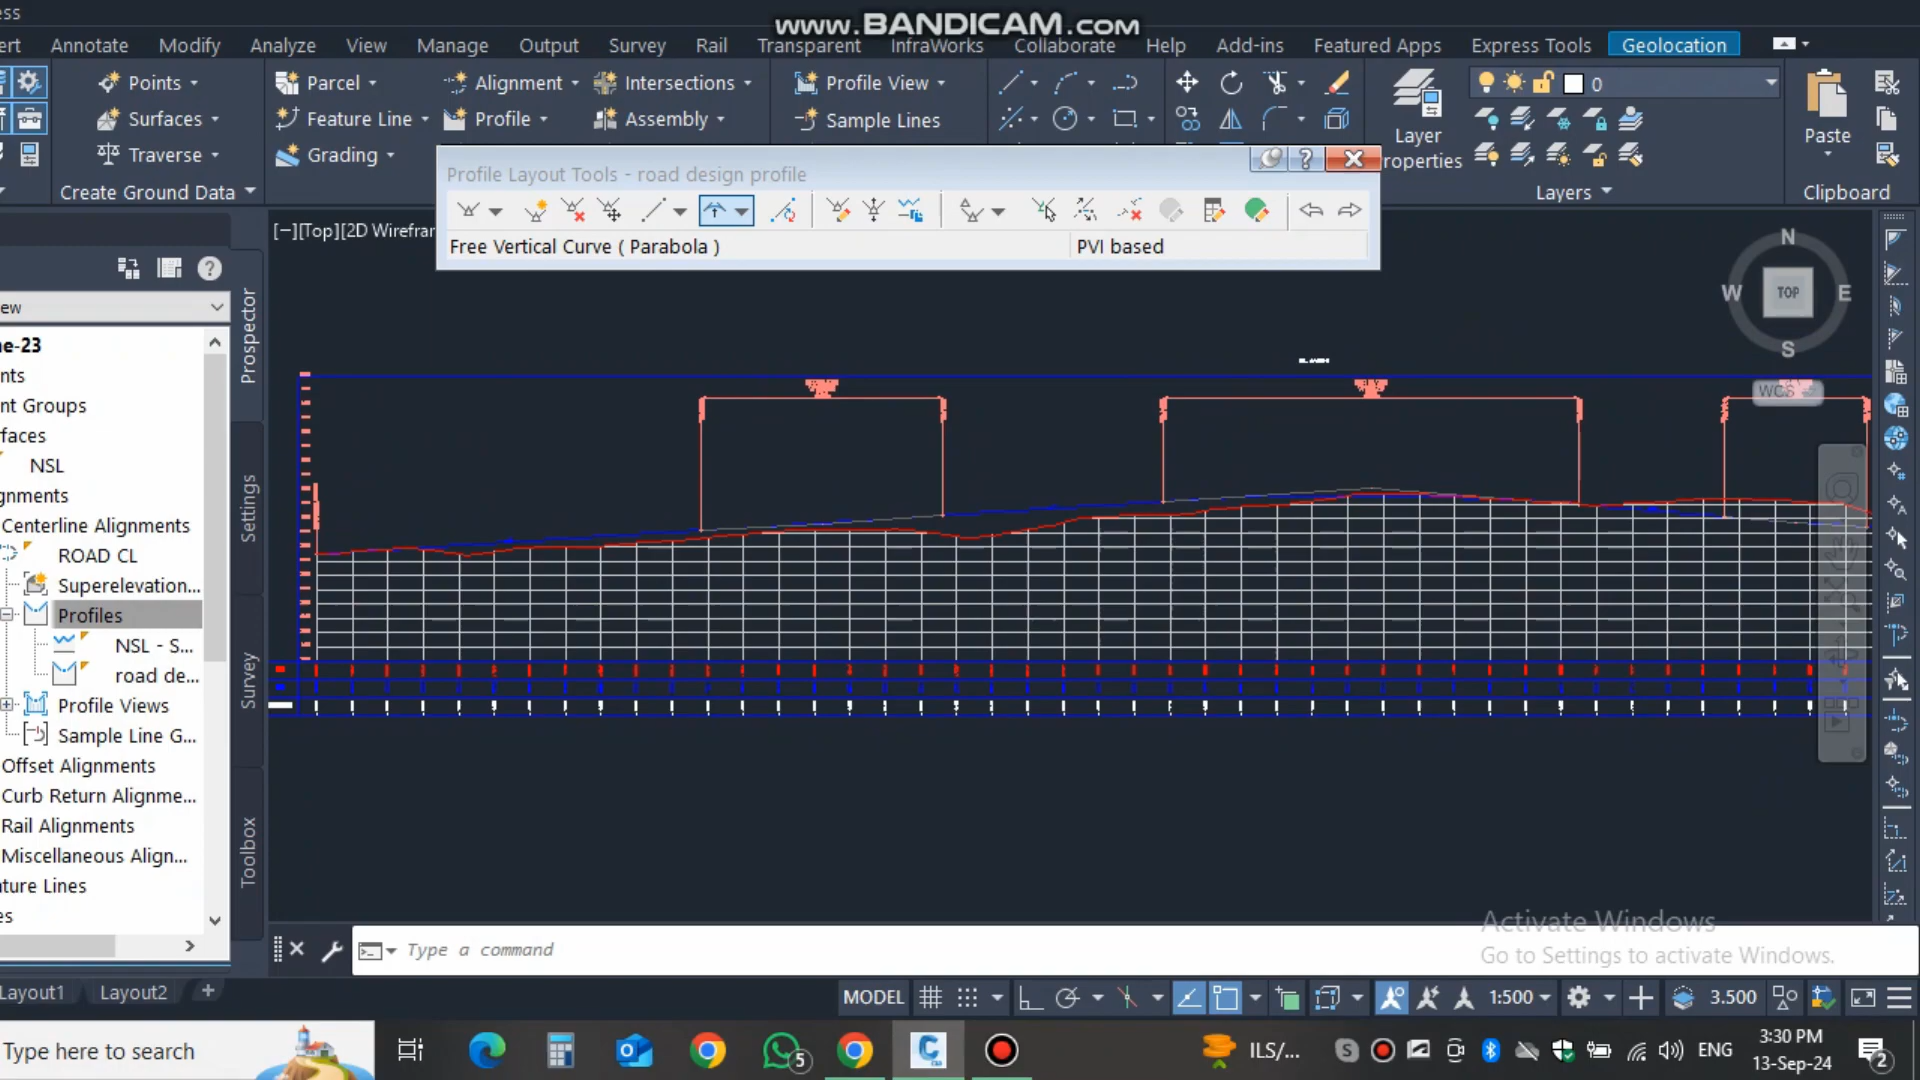 ess
www.BANDICAM.com
ert Annotate Modify Analyze View Manage Output Survey Rail Transparent InfraWorks Collaborate Help Add-ins Featured Apps Express Tools Geolocation
Points Parcel Alignment Intersections Profile View 0
Surfaces Feature Line Profile Assembly Sample Lines
Traverse Grading
Layer
roperties
Paste
Create Ground Data Layers Clipboard
Profile Layout Tools - road design profile
Free Vertical Curve ( Parabola ) PVI based
[−][Top][2D Wirefran
N
W TOP E
S
WCS
ew
Prospector
Settings
Survey
Toolbox
ne-23
nts
nt Groups
rfaces
NSL
gnments
Centerline Alignments
ROAD CL
Superelevation...
Profiles
NSL - S...
road de...
Profile Views
Sample Line G...
Offset Alignments
Curb Return Alignme...
Rail Alignments
Miscellaneous Align...
ature Lines
es
Type a command
Activate Windows
Go to Settings to activate Windows.
Layout1 Layout2 +
MODEL 1:500 3.500
Type here to search
5
ILS/...
ENG
3:30 PM
13-Sep-24
2